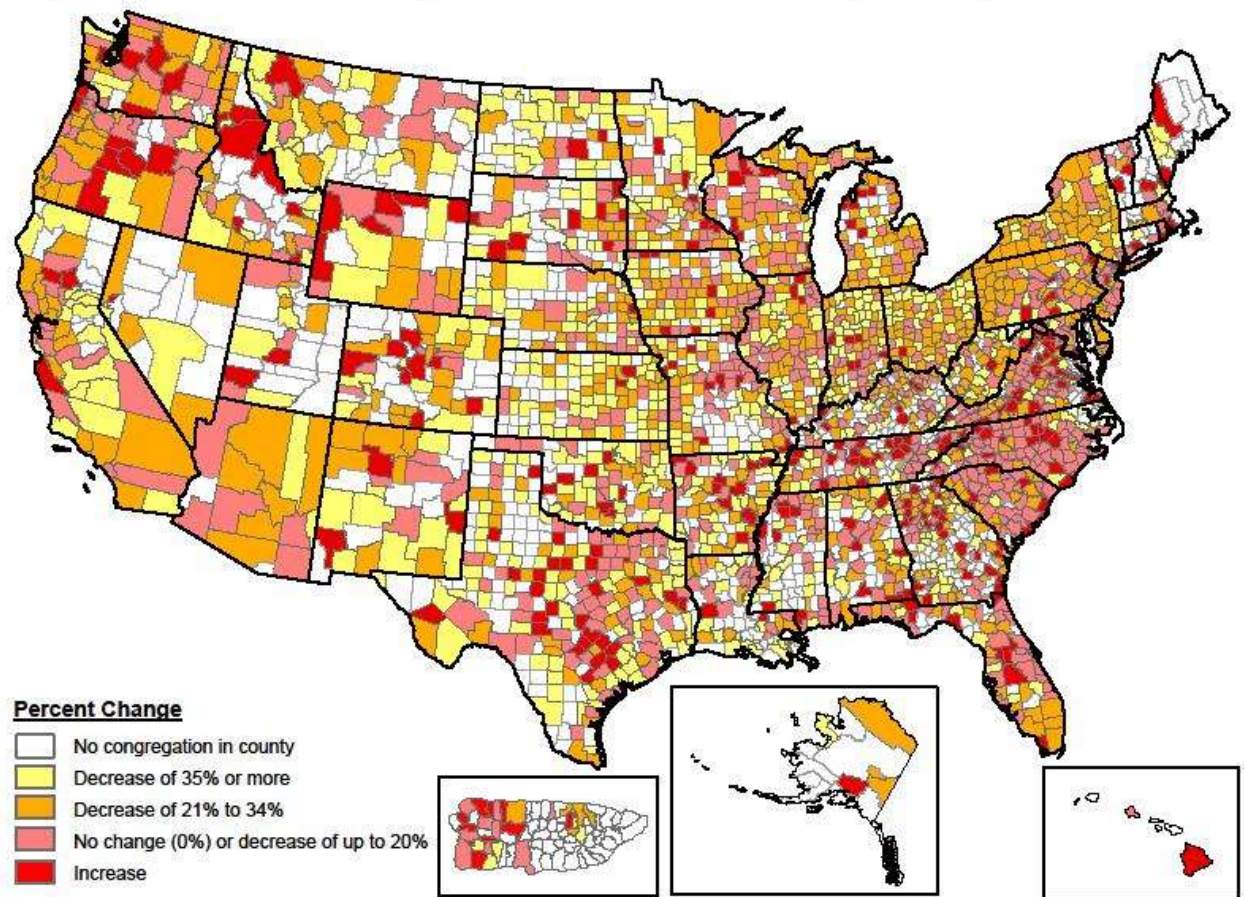 Percent Change
No congregation in county
Decrease of 35% or more
Decrease of 21% to 34%
No change (0%) or decrease of up to 20%
Increase